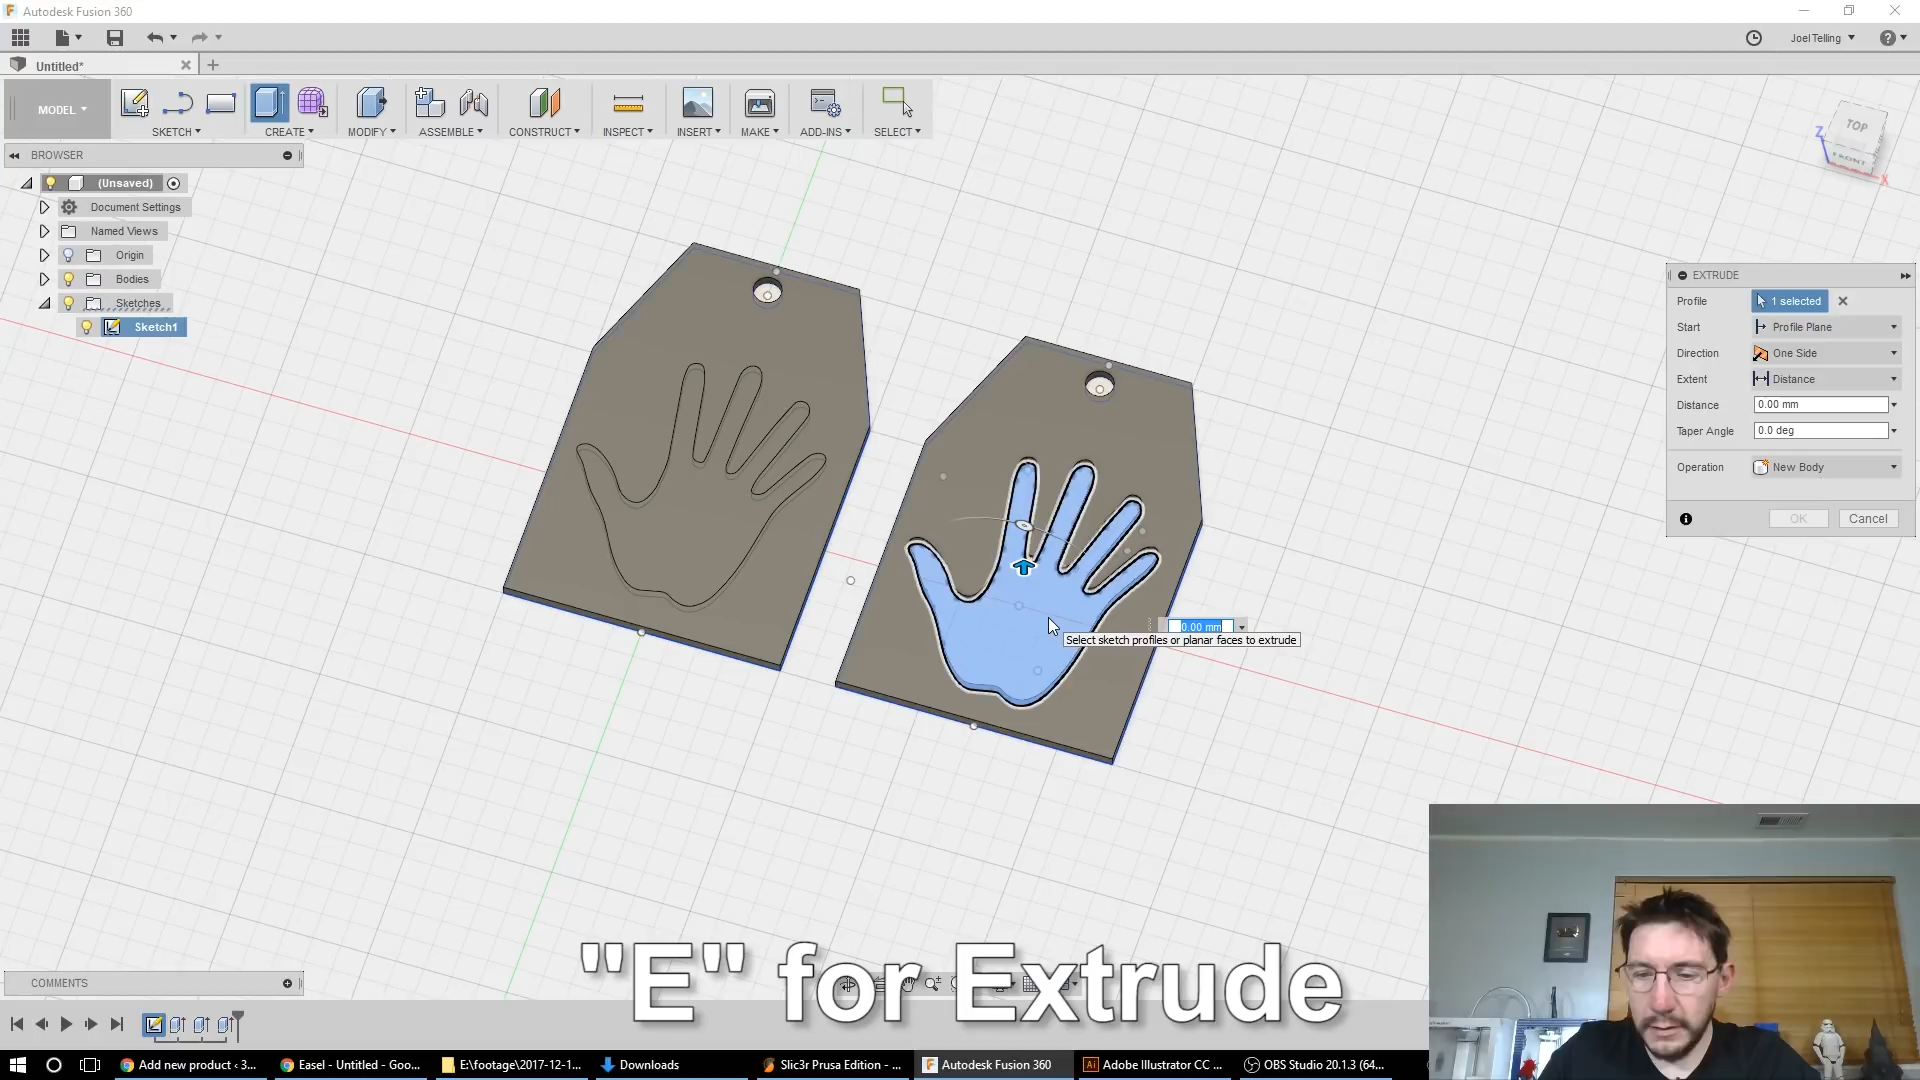 Autodesk Fusion 360
Joel Telling
Untitled*
MODEL
SKETCH
CREATE
MODIFY
ASSEMBLE
CONSTRUCT
INSPECT
INSERT
MAKE
ADD-INS
SELECT
BROWSER
(Unsaved)
Document Settings
Named Views
Origin
Bodies
Sketches
Sketch1
TOP
FRONT
Z
X
EXTRUDE
Profile
1 selected
Start
Profile Plane
Direction
One Side
Extent
Distance
Distance
0.00 mm
Taper Angle
0.0 deg
Operation
New Body
OK
Cancel
0.00 mm
Select sketch profiles or planar faces to extrude
"E" for Extrude
COMMENTS
Add new product ‹ 3...
Easel - Untitled - Goo...
E:\footage\2017-12-1...
Downloads
Slic3r Prusa Edition - ...
Autodesk Fusion 360
Adobe Illustrator CC ...
OBS Studio 20.1.3 (64...